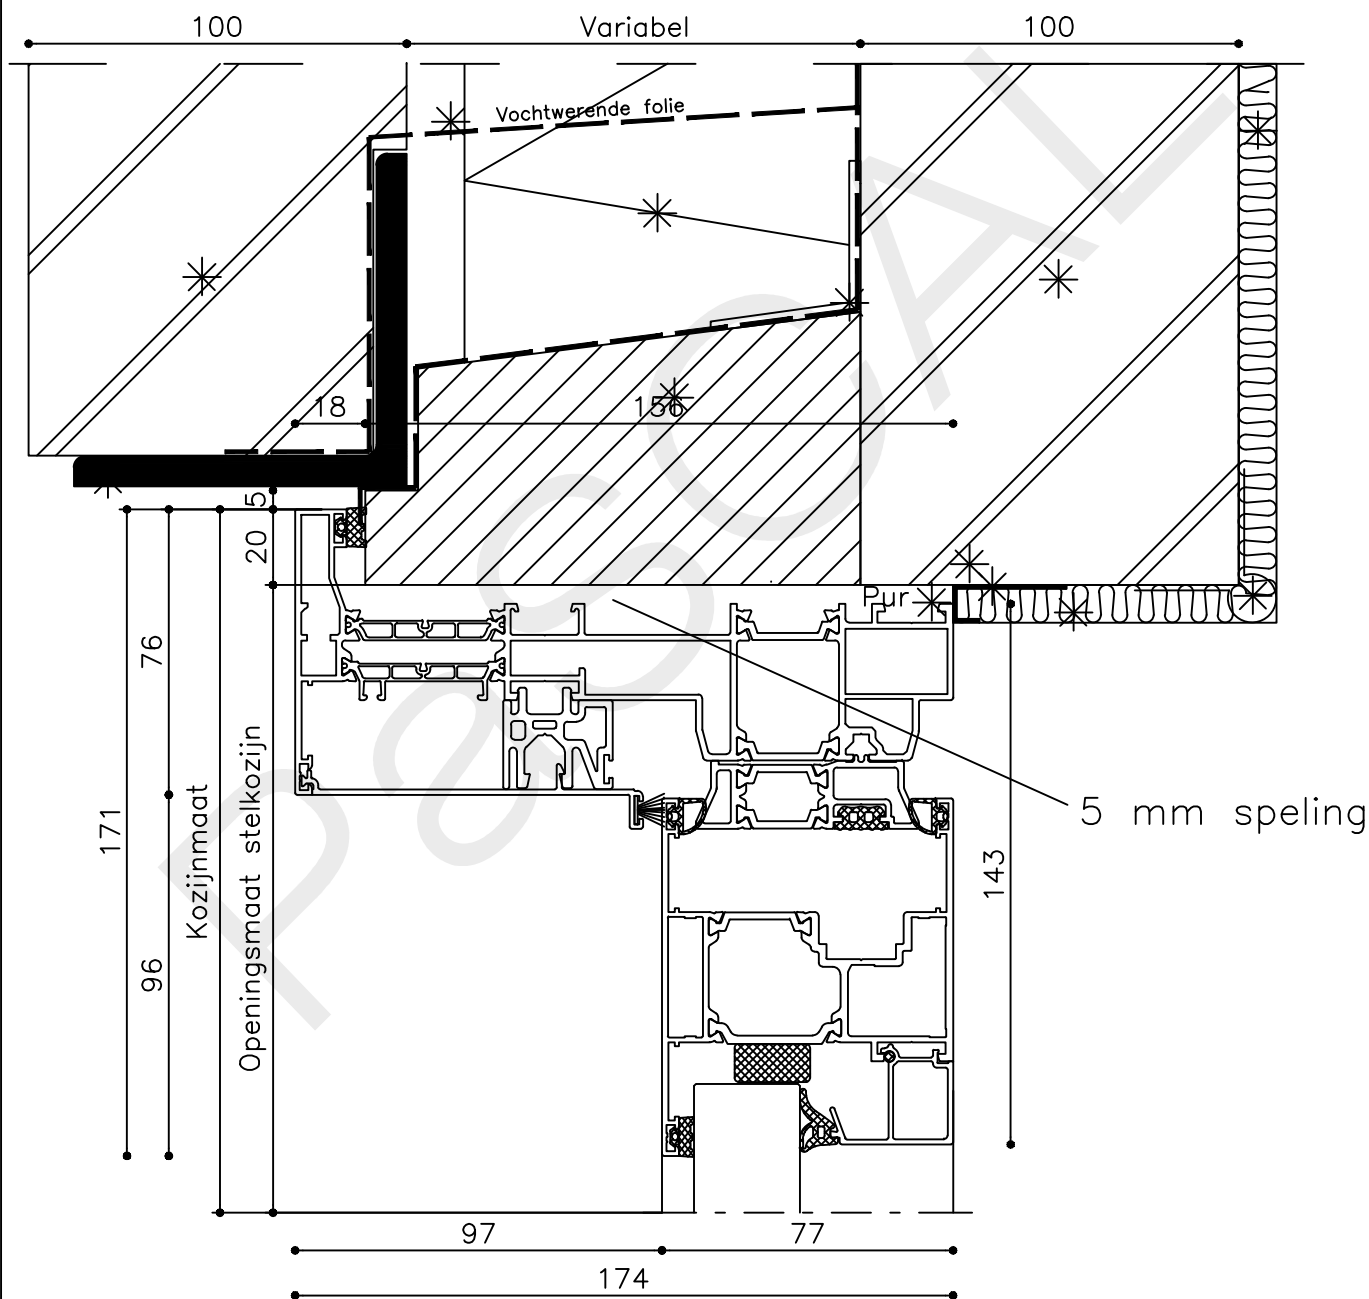 100
Variabel
100
Vochtwerende folie
18
156
5
20
Pur
76
171
Kozijnmaat
Openingsmaat stelkozijn
5 mm speling
143
96
97
77
174
PaSCAL